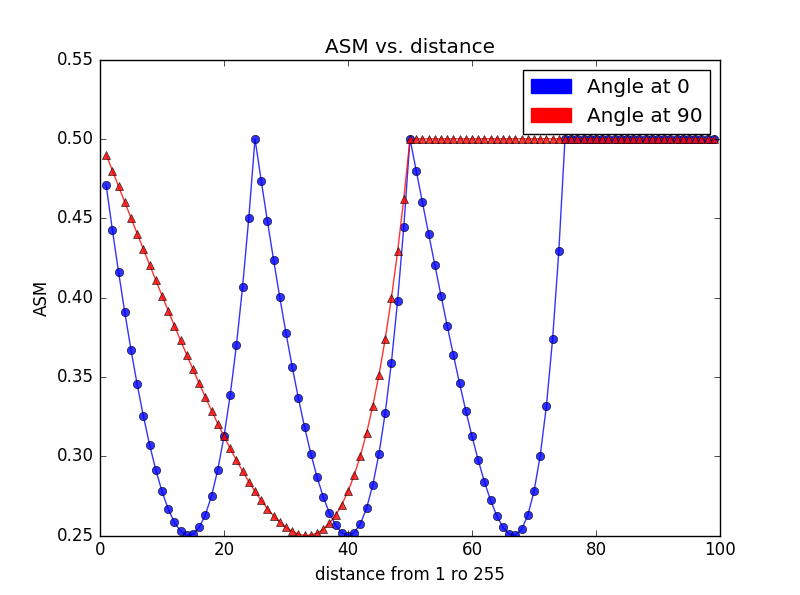 ASM vs. distance
Angle at 0
Angle at 90
0.55
0.50
0.45
0.40
0.35
0.30
0.25
ASM
0
20
40
60
80
100
distance from 1 ro 255